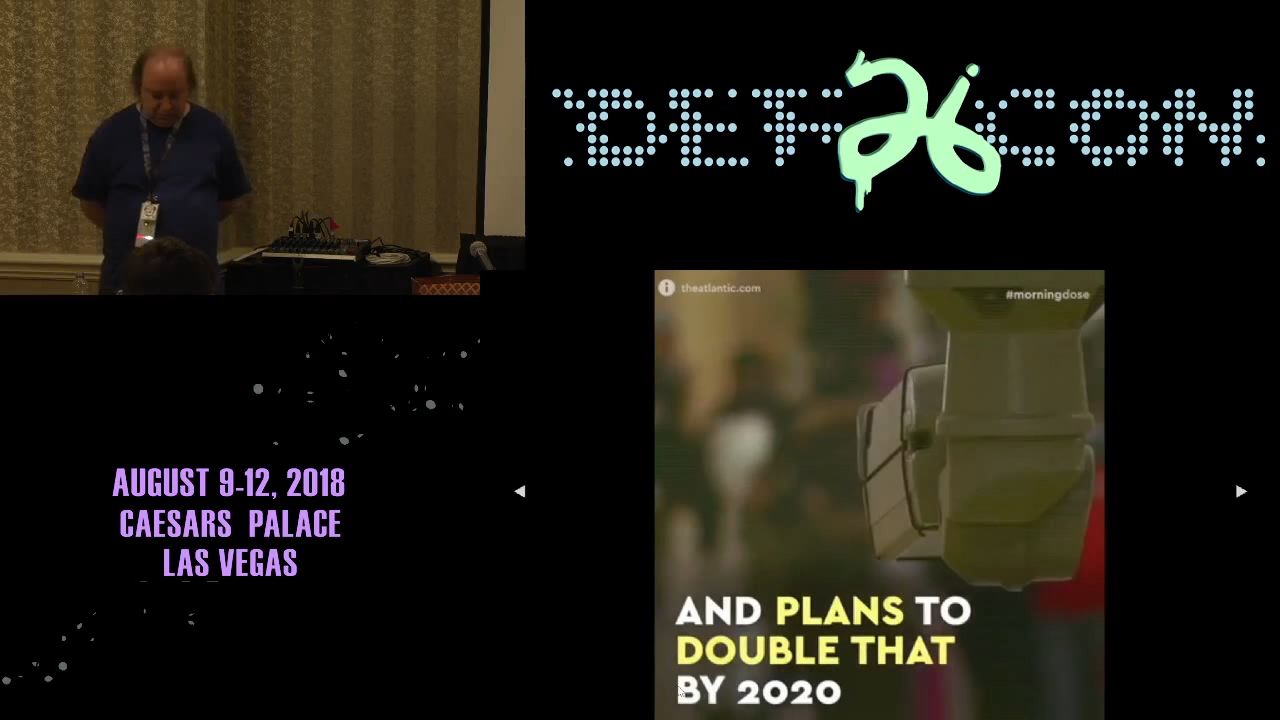 DEF 26 CON
theatlantic.com
#morningdose
AUGUST 9-12, 2018
CAESARS PALACE
LAS VEGAS
AND PLANS TO
DOUBLE THAT
BY 2020